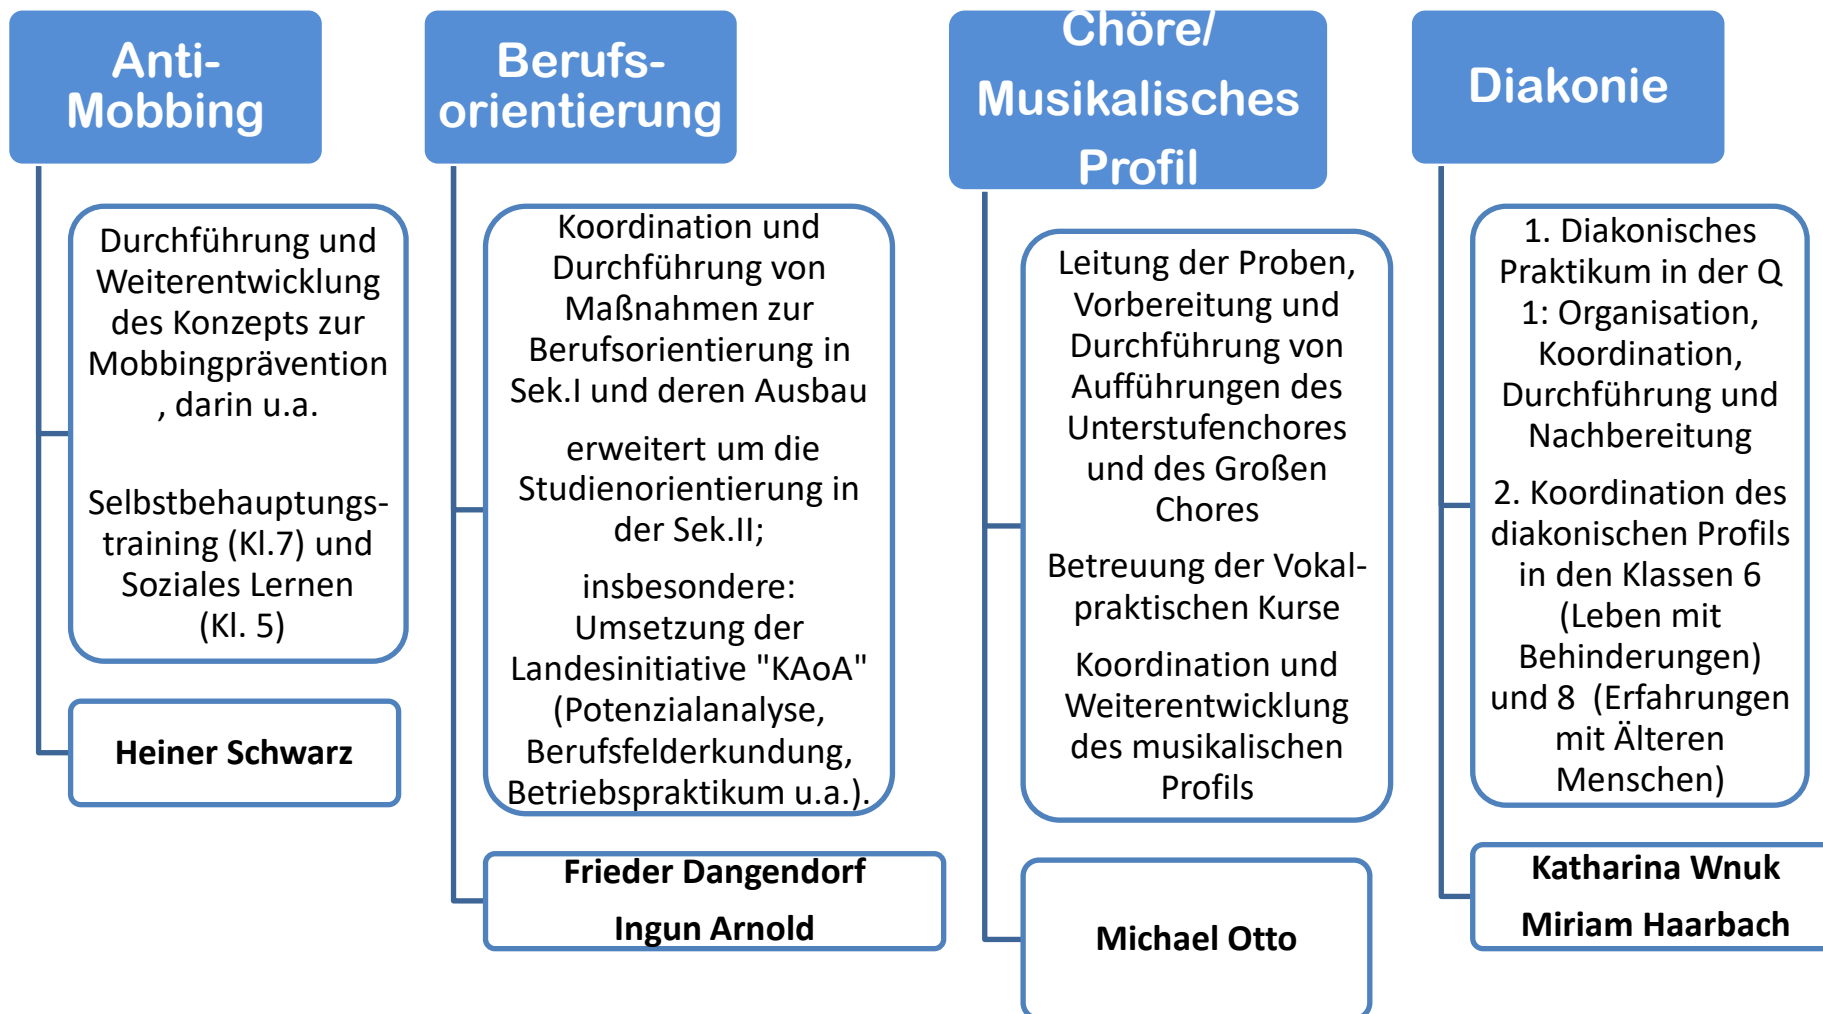 Anti-
Mobbing
Durchführung und
Weiterentwicklung
des Konzepts zur
Mobbingprävention
, darin u.a.
Selbstbehauptungs-
training (Kl.7) und
Soziales Lernen
(Kl. 5)
Heiner Schwarz
Berufs-
orientierung
Koordination und
Durchführung von
Maßnahmen zur
Berufsorientierung in
Sek.I und deren Ausbau
erweitert um die
Studienorientierung in
der Sek.II;
insbesondere:
Umsetzung der
Landesinitiative "KAoA"
(Potenzialanalyse,
Berufsfelderkundung,
Betriebspraktikum u.a.).
Frieder Dangendorf
Ingun Arnold
Chöre/
Musikalisches
Profil
Leitung der Proben,
Vorbereitung und
Durchführung von
Aufführungen des
Unterstufenchores
und des Großen
Chores
Betreuung der Vokal-
praktischen Kurse
Koordination und
Weiterentwicklung
des musikalischen
Profils
Michael Otto
Diakonie
1. Diakonisches
Praktikum in der Q
1: Organisation,
Koordination,
Durchführung und
Nachbereitung
2. Koordination des
diakonischen Profils
in den Klassen 6
(Leben mit
Behinderungen)
und 8  (Erfahrungen
mit Älteren
Menschen)
Katharina Wnuk
Miriam Haarbach